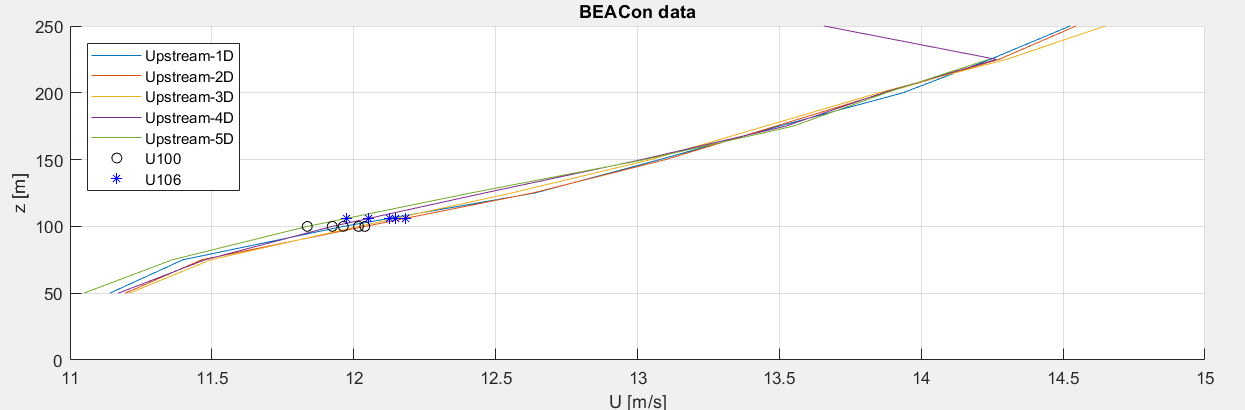 BEACon data
250
200
150
100
50
0
z [m]
Upstream-1D
Upstream-2D
Upstream-3D
Upstream-4D
Upstream-5D
U100
U106
11
11.5
12
12.5
13
13.5
14
14.5
15
U [m/s]